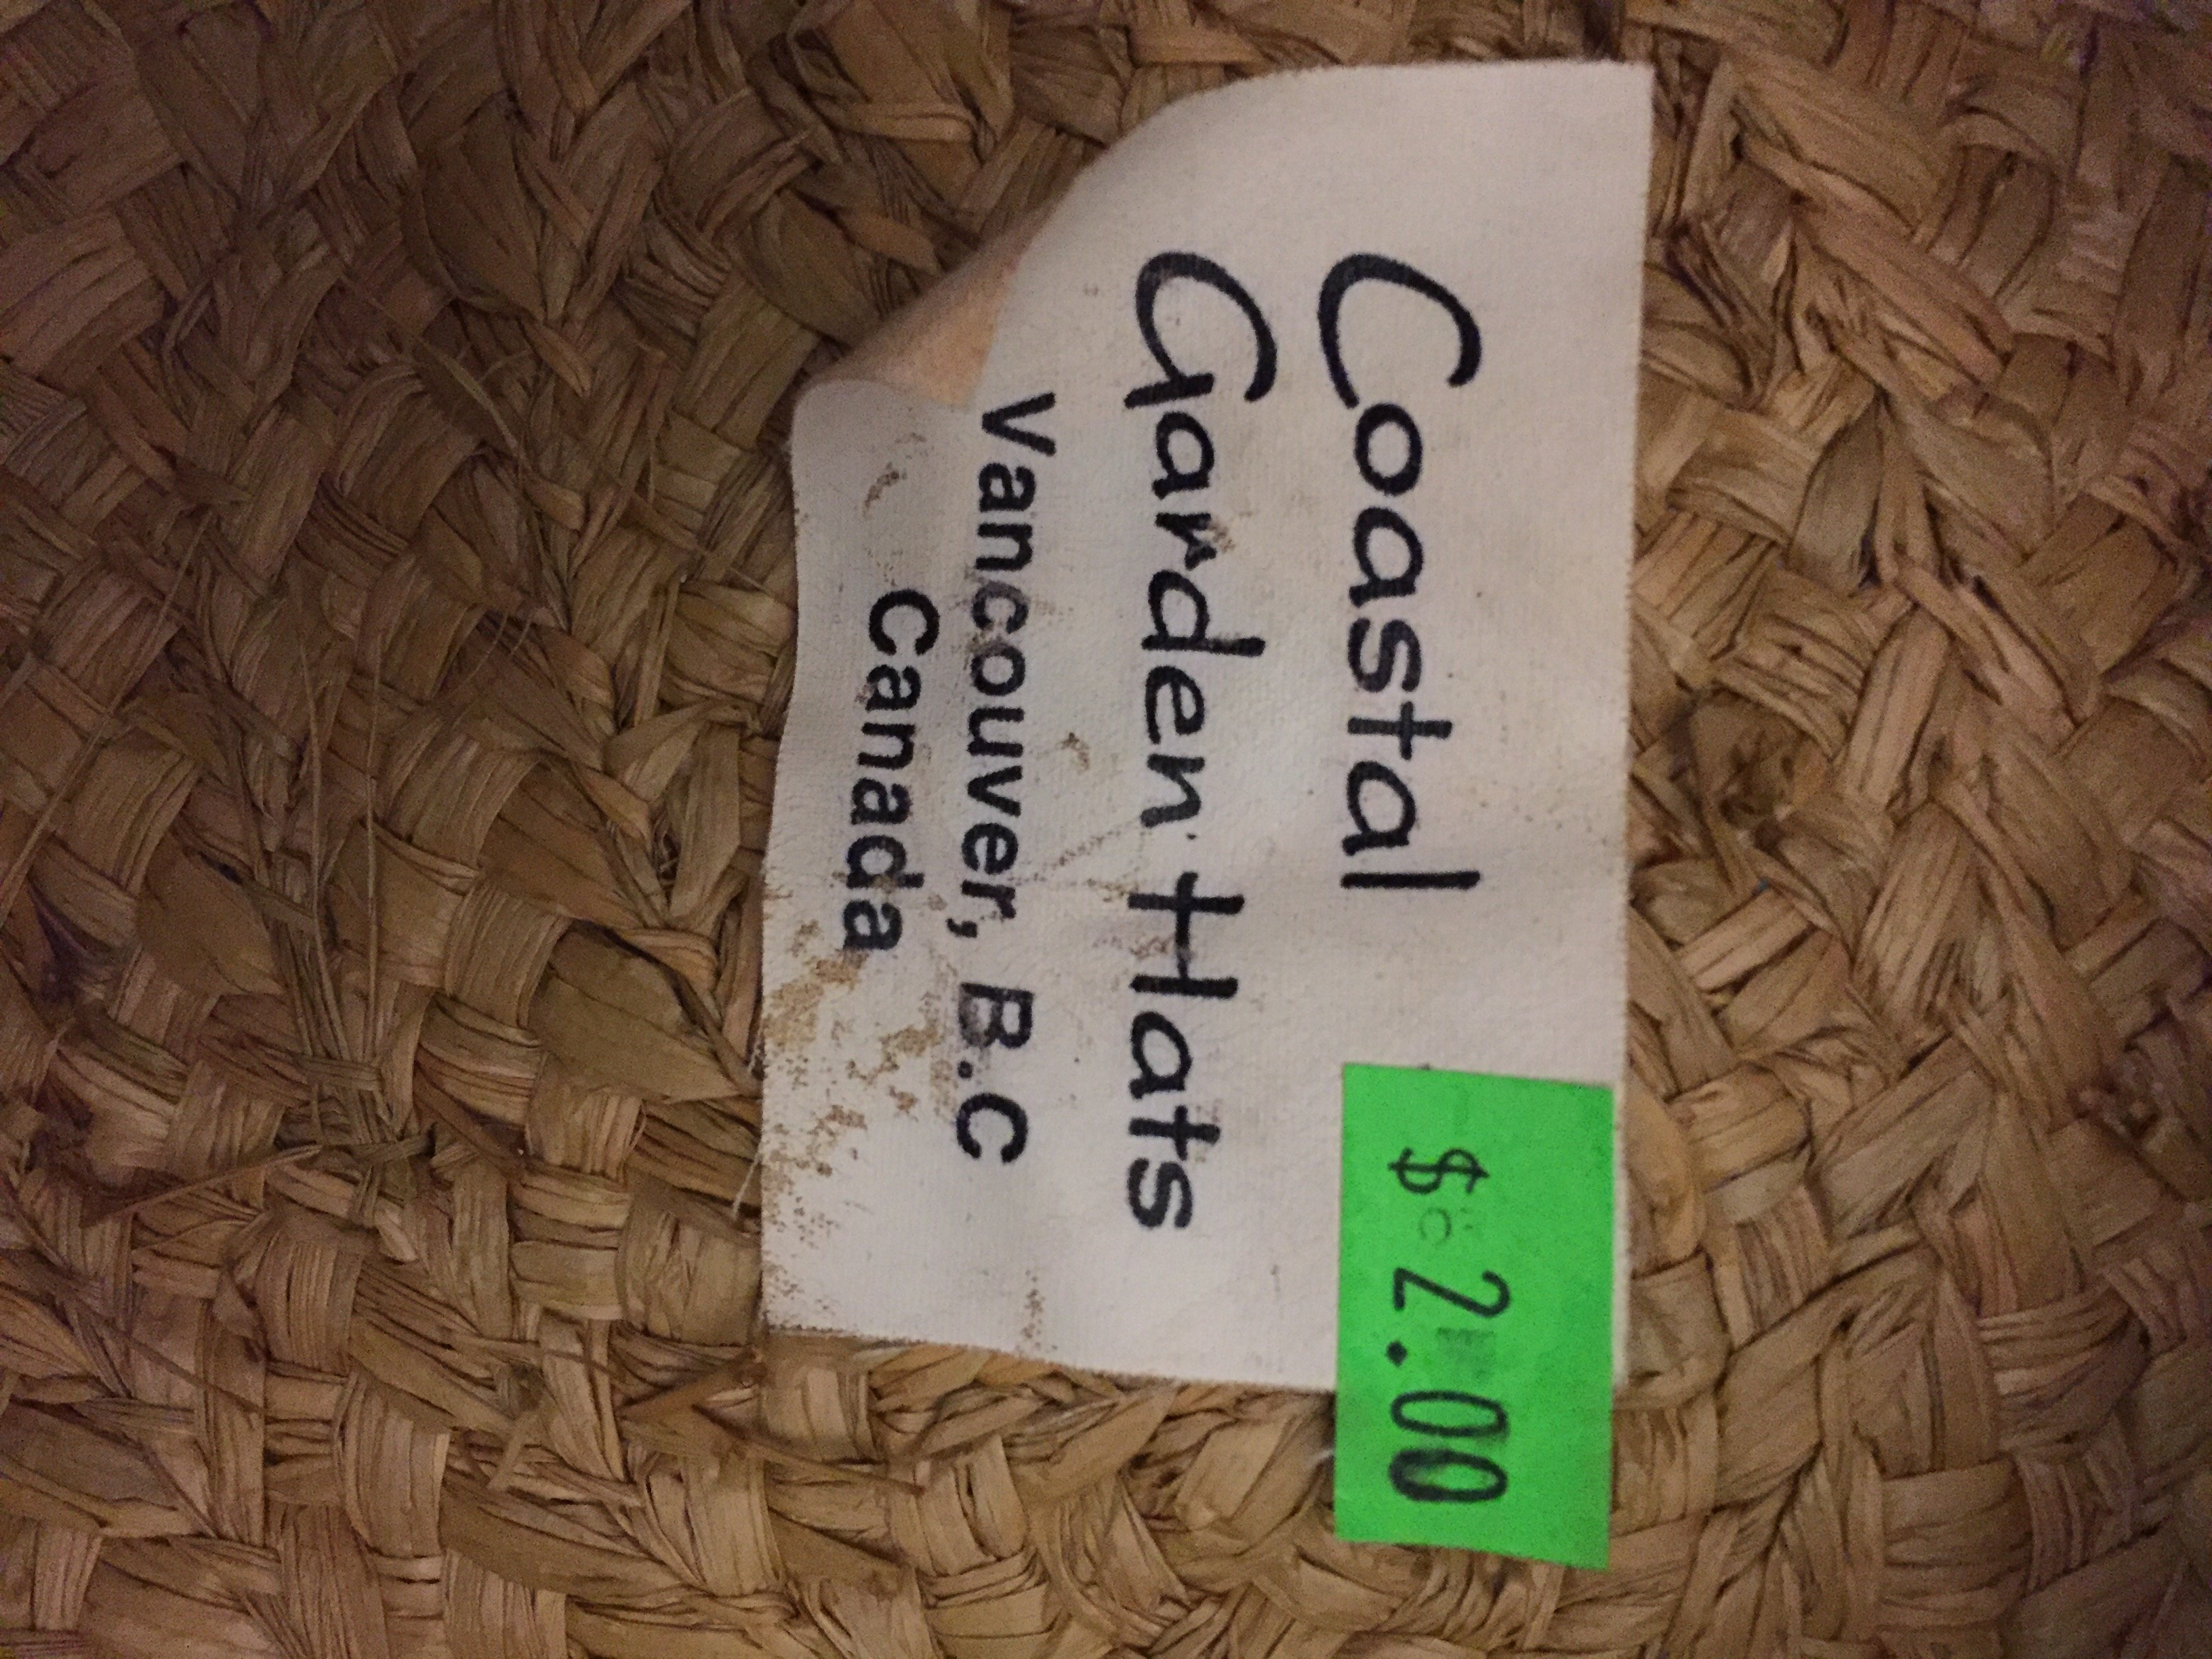 Coastal
Garden Hats
Vancouver, B.C
Canada
$ 2.00